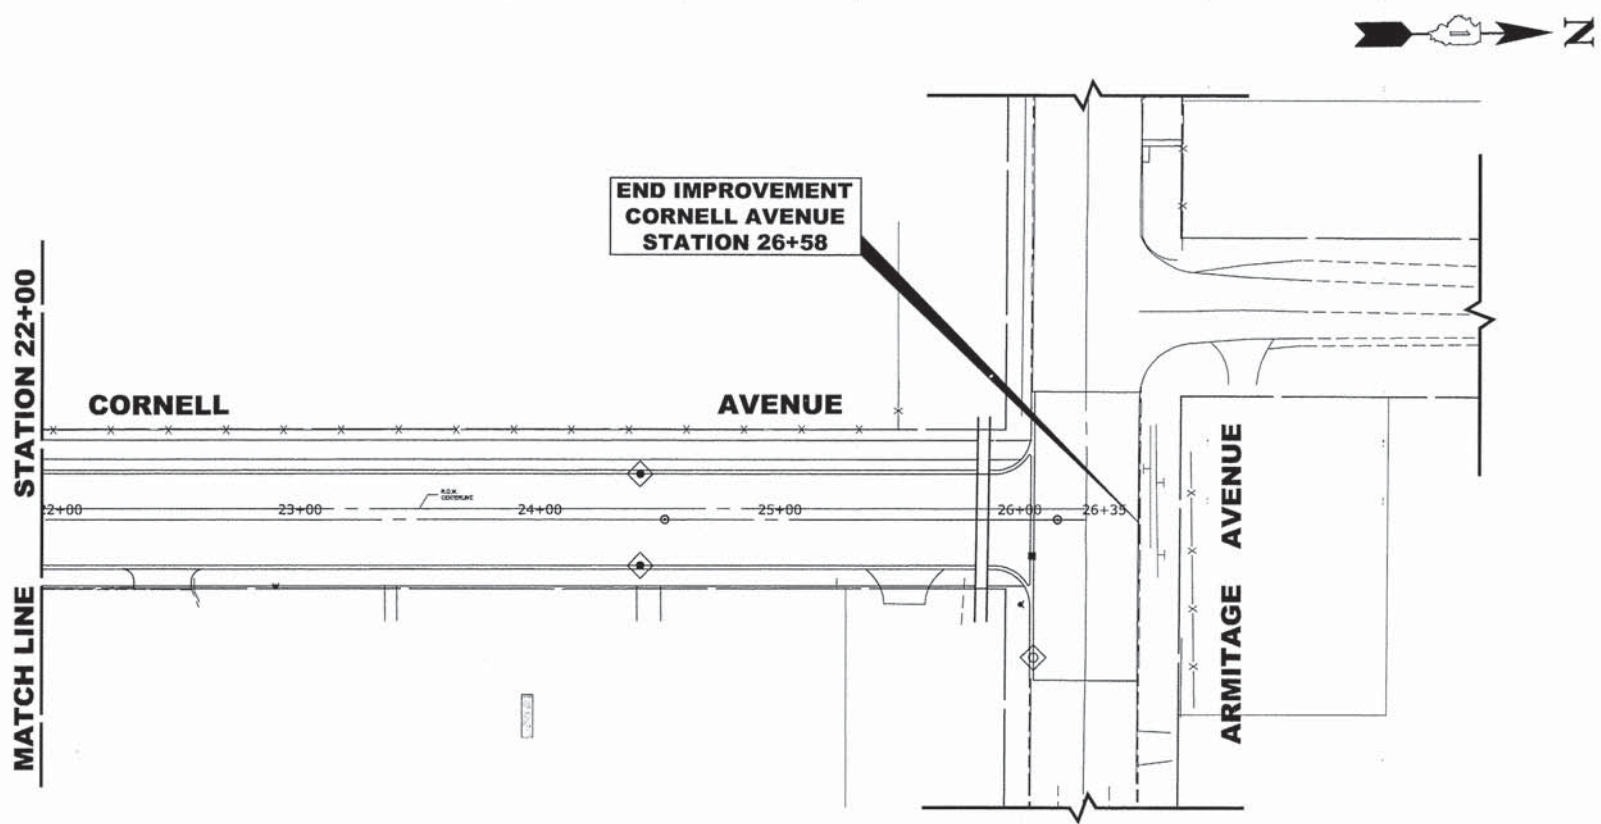 N
END IMPROVEMENT
CORNELL AVENUE
STATION 26+58
MATCH LINE STATION 22+00
CORNELL AVENUE
R.O.W.
CENTERLINE
22+00 23+00 24+00 25+00 26+00 26+35
ARMITAGE AVENUE